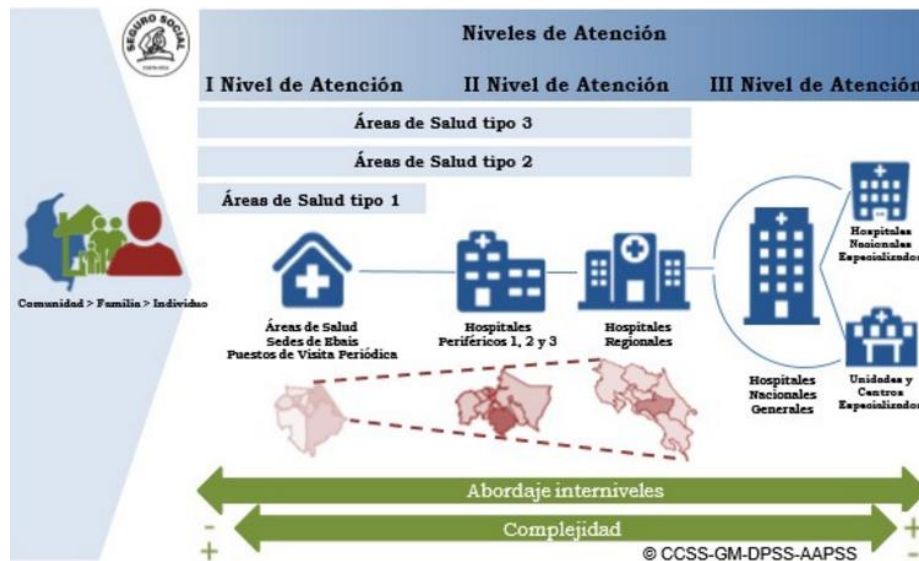 SEGURO SOCIAL
Niveles de Atención
I Nivel de Atención
II Nivel de Atención
III Nivel de Atención
Áreas de Salud tipo 3
Áreas de Salud tipo 2
Áreas de Salud tipo 1
Comunidad > Familia > Individuo
Áreas de Salud
Sedes de Ebais
Puestos de Visita Periódica
Hospitales
Periféricos 1, 2 y 3
Hospitales
Regionales
Hospitales
Nacionales
Generales
Hospitales
Nacionales
Especializados
Unidades y
Centros
Especializados
Abordaje interniveles
- +
Complejidad
+ -
© CCSS-GM-DPSS-AAPSS